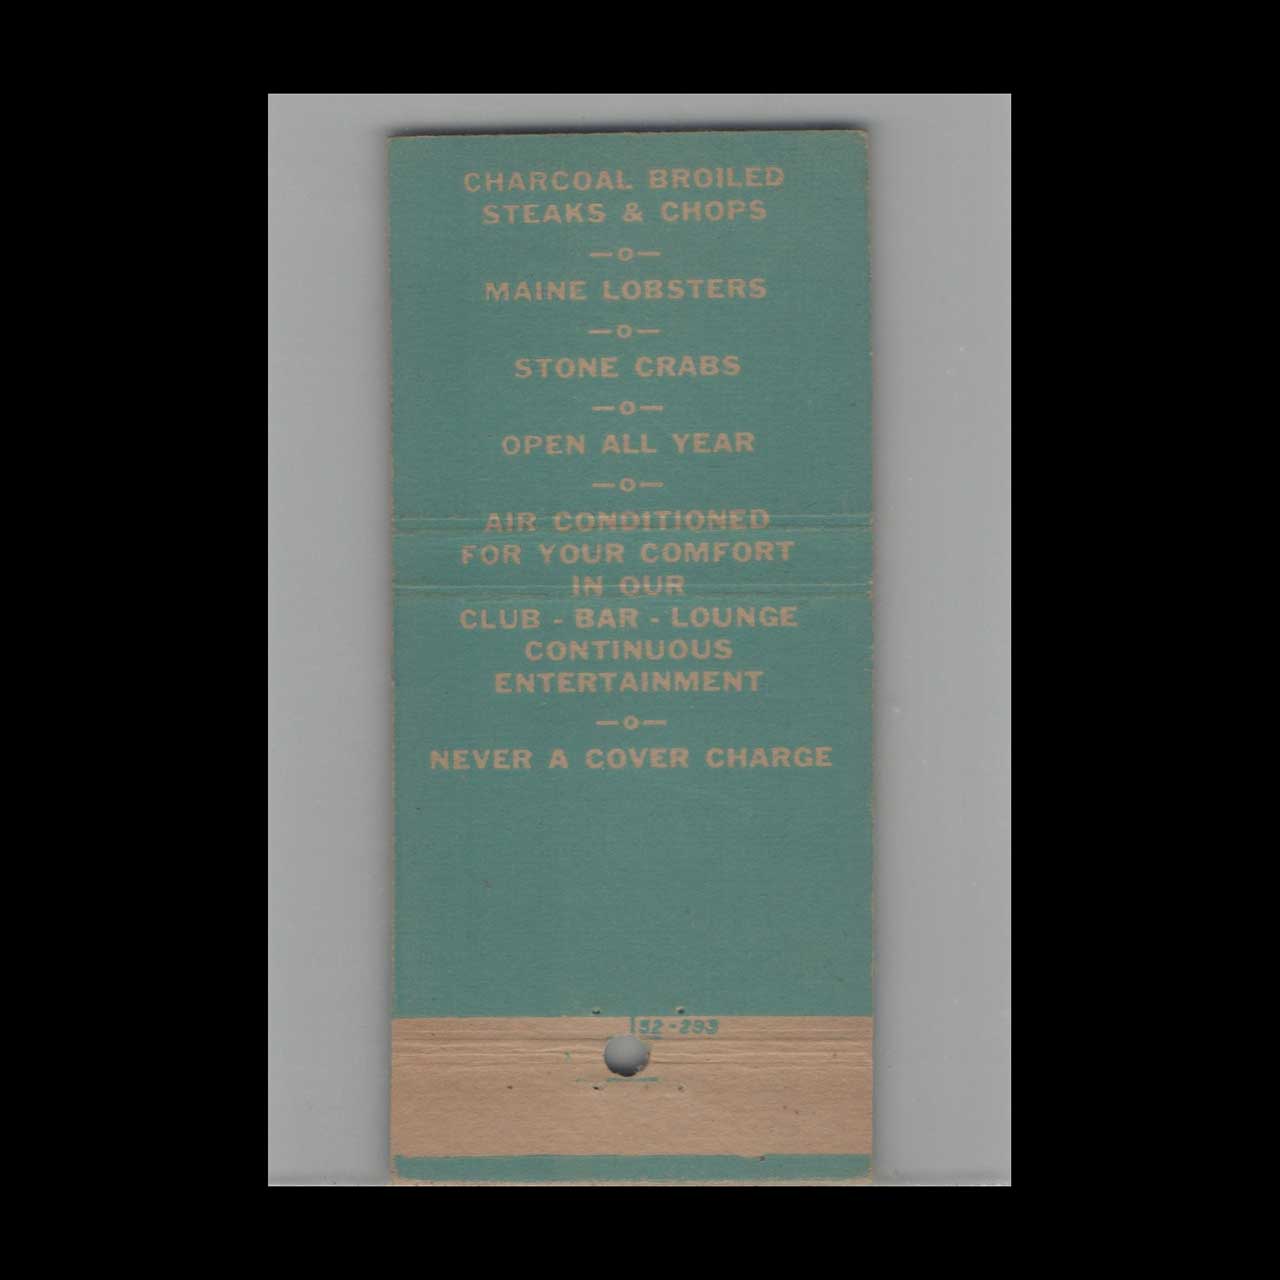 CHARCOAL BROILED
STEAKS & CHOPS
—o—
MAINE LOBSTERS
—o—
STONE CRABS
—o—
OPEN ALL YEAR
—o—
AIR CONDITIONED
FOR YOUR COMFORT
IN OUR
CLUB - BAR - LOUNGE
CONTINUOUS
ENTERTAINMENT
—o—
NEVER A COVER CHARGE
52-293